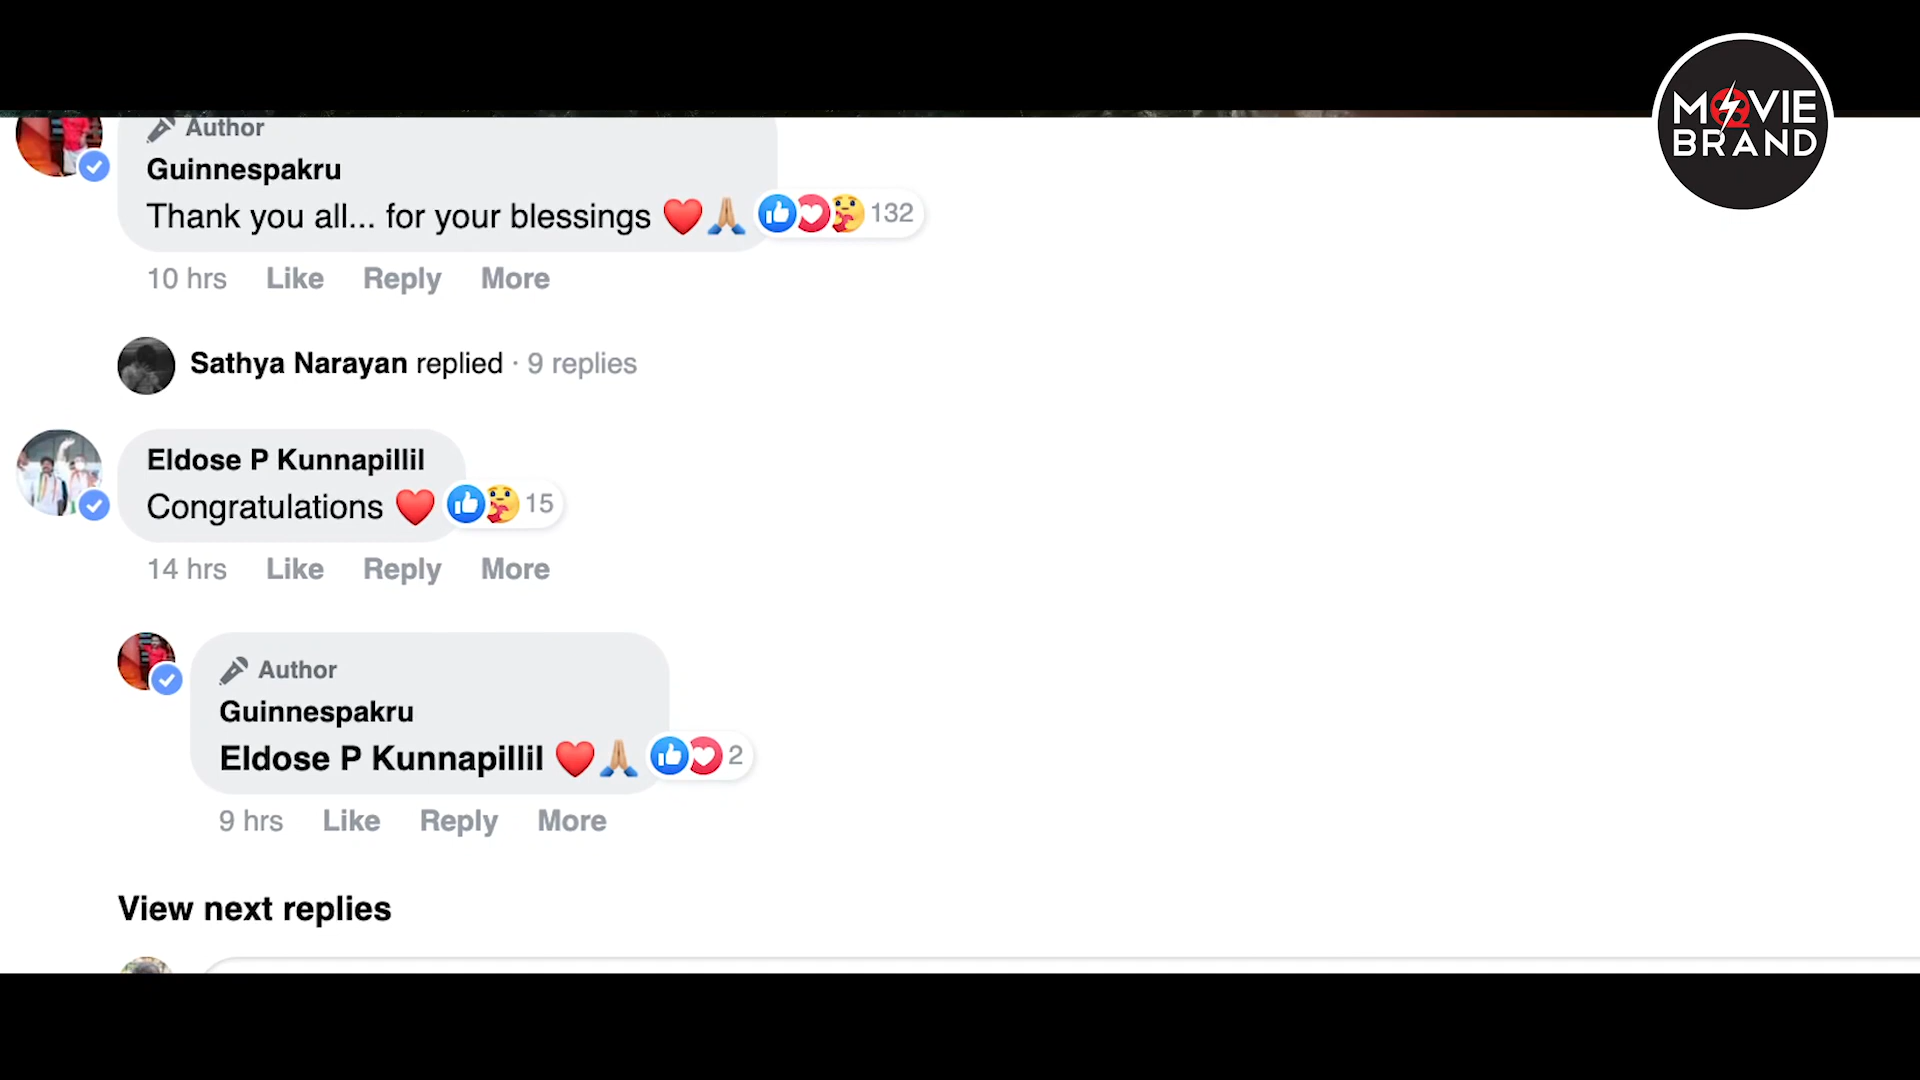 MOVIE
BRAND
Author
Guinnespakru
Thank you all... for your blessings ❤️🙏🏽 132
10 hrs Like Reply More
Sathya Narayan replied · 9 replies
Eldose P Kunnapillil
Congratulations ❤️ 15
14 hrs Like Reply More
Author
Guinnespakru
Eldose P Kunnapillil ❤️🙏🏽 2
9 hrs Like Reply More
View next replies